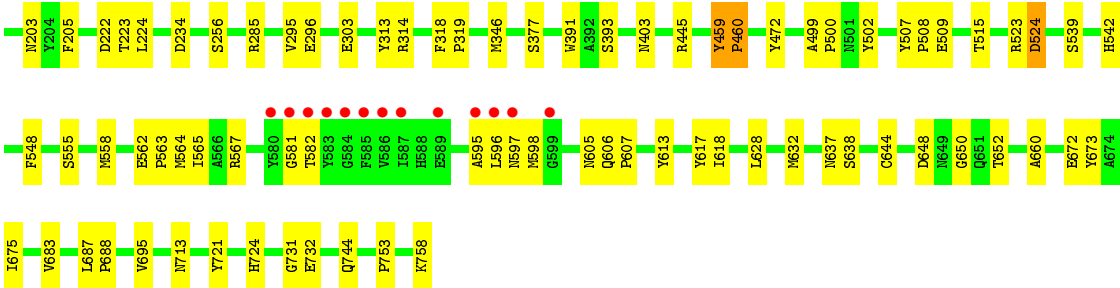 N203 Y204 F205 D222 T223 L224 D234 S256 R285 V295 E296 E303 Y313 R314 F318 P319 M346 S377 W391 A392 S393 N403 R445 Y459 P460 Y472 A499 P500 N501 Y502 Y507 P508 E509 T515 R523 D524 S539 H542
F548 S555 M558 E562 P563 M564 I565 A566 R567 Y580 G581 T582 Y583 G584 F585 V586 I587 H588 E589 A595 L596 N597 M598 G599 N605 Q606 P607 Y613 Y617 I618 L628 M632 N637 S638 C644 D648 N649 G650 Q651 T652 A660 E672 Y673 A674
I675 V683 L687 P688 V695 N713 Y721 H724 G731 E732 Q744 P753 K758